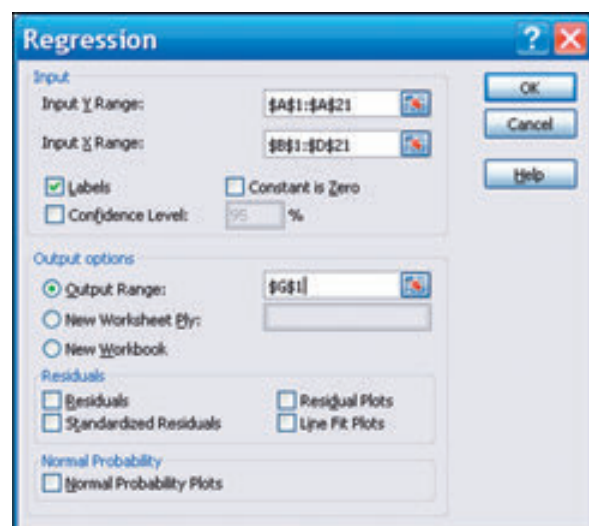 Regression
Input
Input Y Range: $A$1:$A$21
Input X Range: $B$1:$D$21
Labels Constant is Zero
Confidence Level: 95 %
OK
Cancel
Help
Output options
Output Range: $G$1
New Worksheet Ply:
New Workbook
Residuals
Residuals Residual Plots
Standardized Residuals Line Fit Plots
Normal Probability
Normal Probability Plots